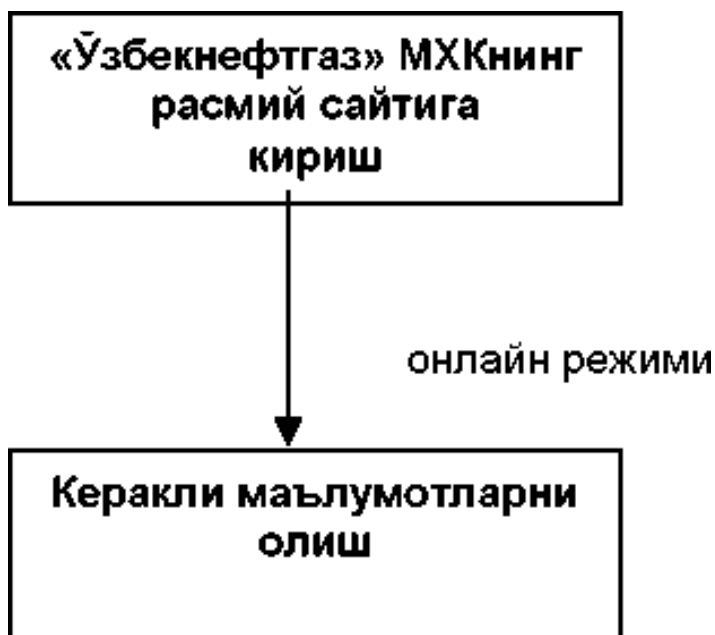 «Ўзбекнефтгаз» МХКнинг
расмий сайтига
кириш
онлайн режими
Керакли маълумотларни
олиш